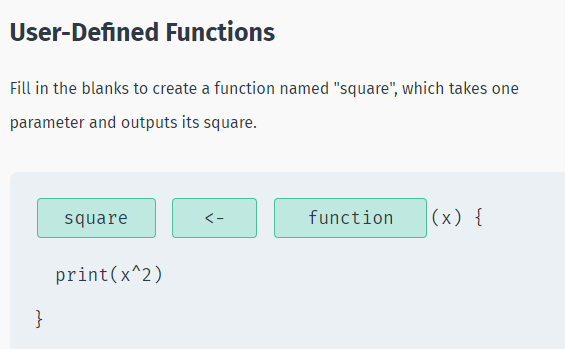 User-Defined Functions
Fill in the blanks to create a function named "square", which takes one
parameter and outputs its square.
square <- function (x) {
print(x^2)
}